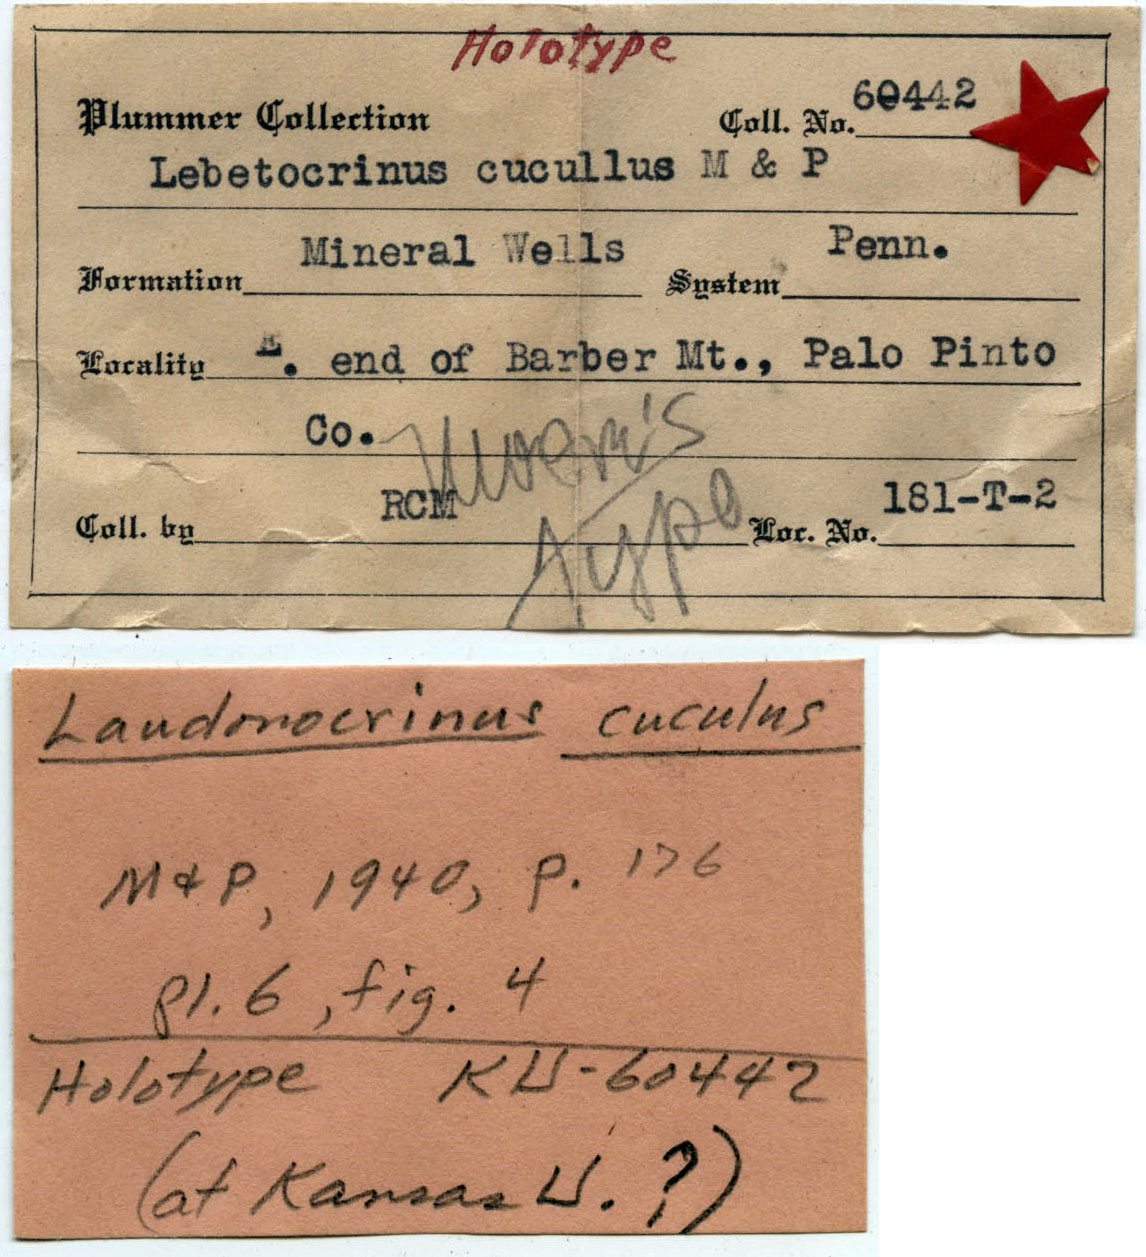 Holotype
Plummer Collection Coll. No. 60442
Lebetocrinus cucullus M & P
Formation Mineral Wells System Penn.
Locality E. end of Barber Mt., Palo Pinto
Co.
Type
Coll. by RCM Loc. No. 181-T-2
Laudonocrinus cuculus
M & P, 1940, p. 176
pl. 6, fig. 4
Holotype KU-60442
(at Kansas U. ?)